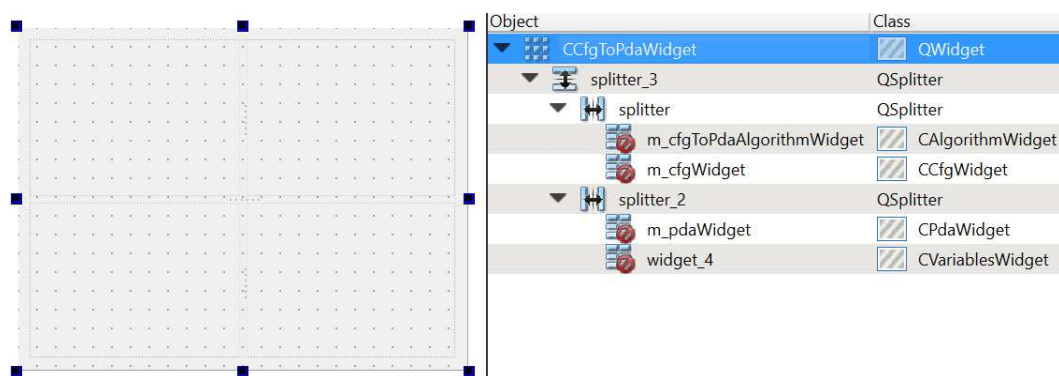 Object Class
CCfgToPdaWidget QWidget
splitter_3 QSplitter
splitter QSplitter
m_cfgToPdaAlgorithmWidget CAlgorithmWidget
m_cfgWidget CCfgWidget
splitter_2 QSplitter
m_pdaWidget CPdaWidget
widget_4 CVariablesWidget